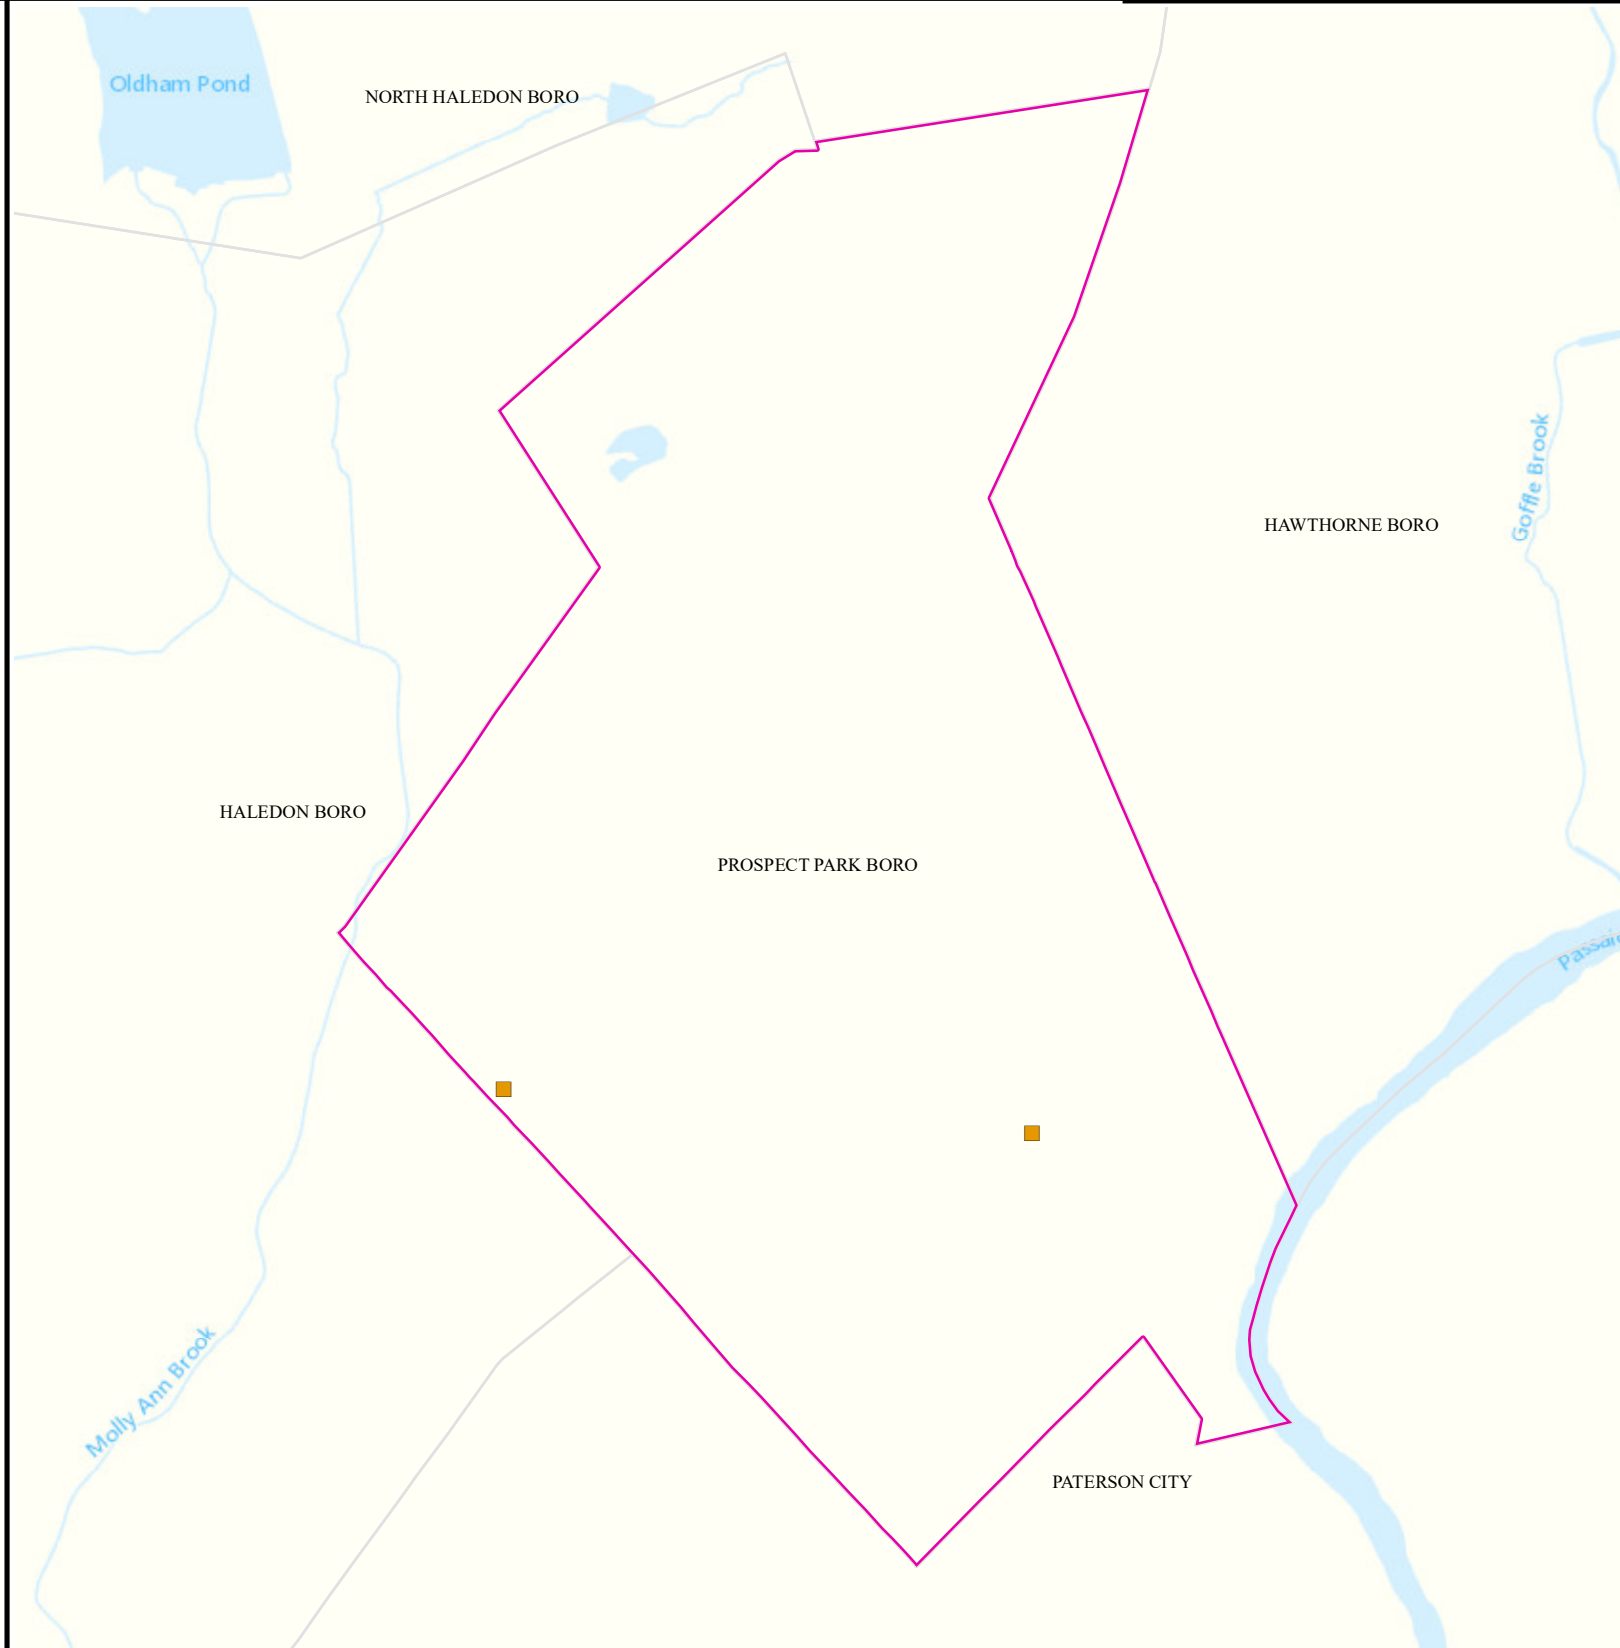 Oldham Pond
NORTH HALEDON BORO
Goffle Brook
HAWTHORNE BORO
HALEDON BORO
PROSPECT PARK BORO
Molly Ann Brook
PATERSON CITY